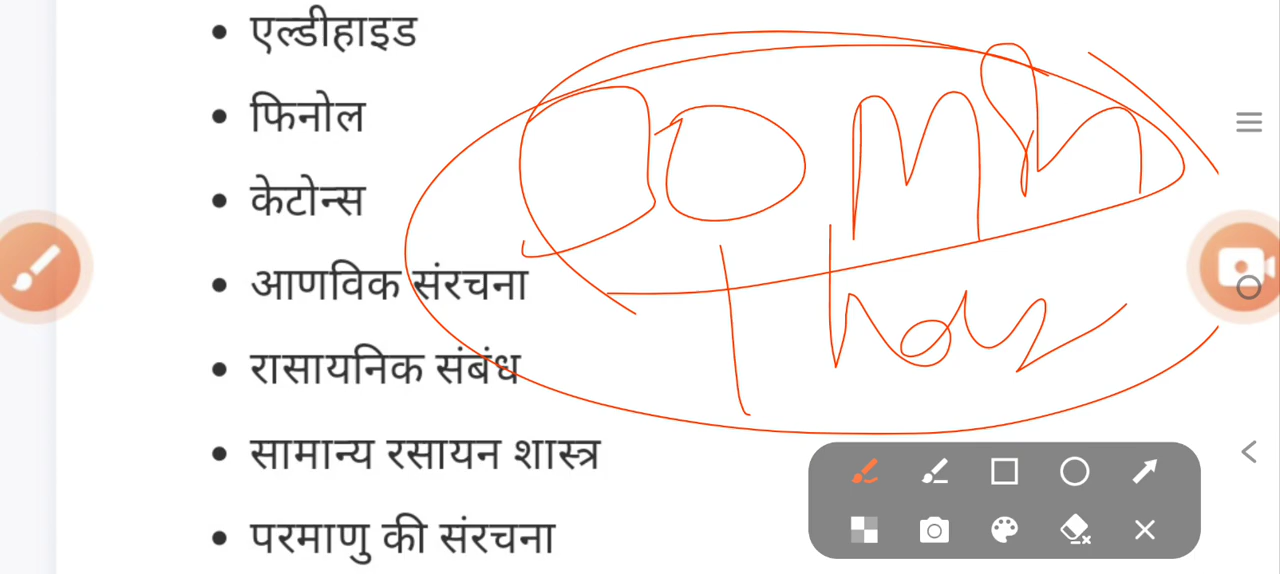 एल्डीहाइड
फिनोल
केटोन्स
आणविक संरचना
रासायनिक संबंध
सामान्य रसायन शास्त्र
परमाणु की संरचना